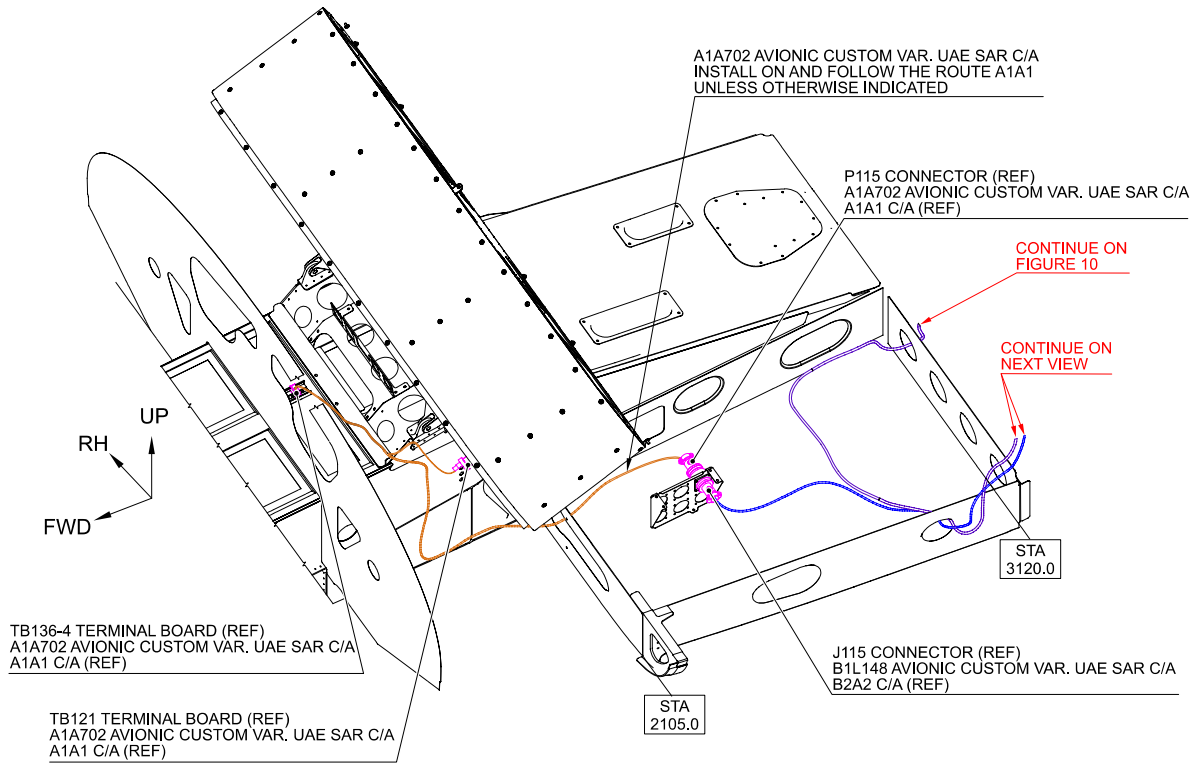 A1A702 AVIONIC CUSTOM VAR. UAE SAR C/A
INSTALL ON AND FOLLOW THE ROUTE A1A1
UNLESS OTHERWISE INDICATED
P115 CONNECTOR (REF)
A1A702 AVIONIC CUSTOM VAR. UAE SAR C/A
A1A1 C/A (REF)
CONTINUE ON
FIGURE 10
CONTINUE ON
NEXT VIEW
UP
RH
FWD
STA
3120.0
TB136-4 TERMINAL BOARD (REF)
A1A702 AVIONIC CUSTOM VAR. UAE SAR C/A
A1A1 C/A (REF)
J115 CONNECTOR (REF)
B1L148 AVIONIC CUSTOM VAR. UAE SAR C/A
B2A2 C/A (REF)
STA
2105.0
TB121 TERMINAL BOARD (REF)
A1A702 AVIONIC CUSTOM VAR. UAE SAR C/A
A1A1 C/A (REF)